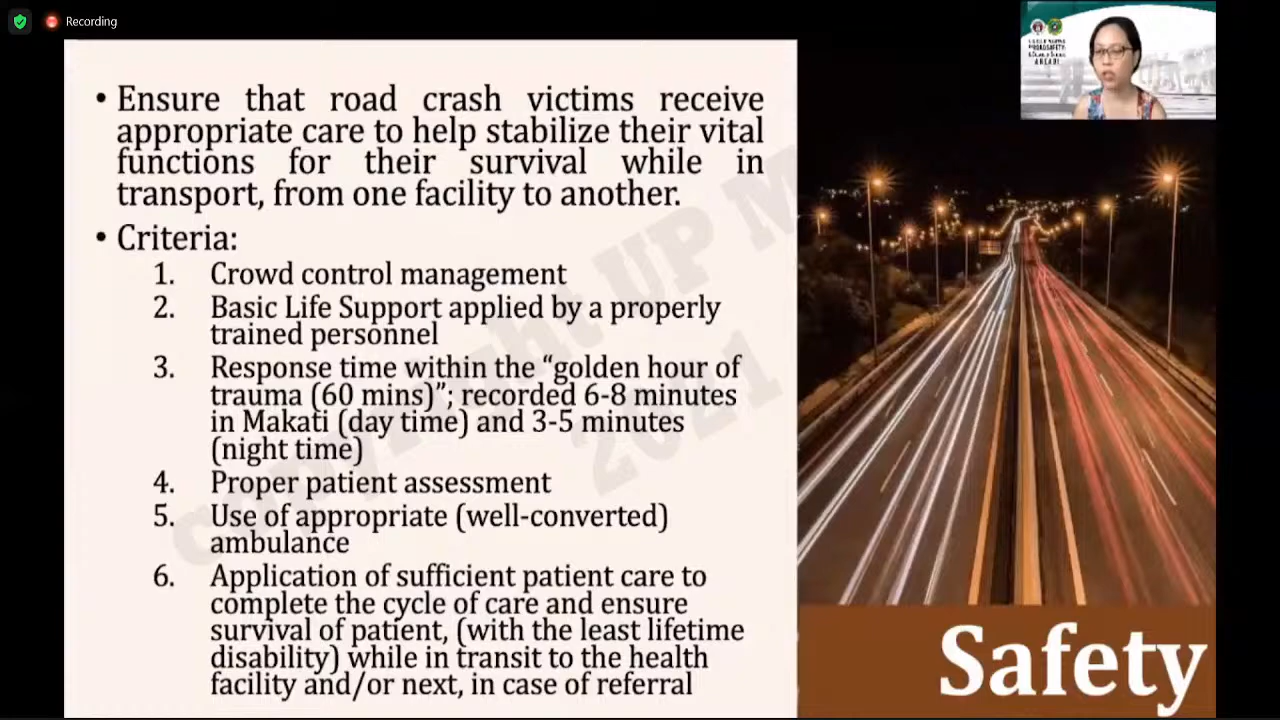 Recording
• Ensure that road crash victims receive
appropriate care to help stabilize their vital
functions for their survival while in
transport, from one facility to another.
• Criteria:
1. Crowd control management
2. Basic Life Support applied by a properly
trained personnel
3. Response time within the “golden hour of
trauma (60 mins)”; recorded 6-8 minutes
in Makati (day time) and 3-5 minutes
(night time)
4. Proper patient assessment
5. Use of appropriate (well-converted)
ambulance
6. Application of sufficient patient care to
complete the cycle of care and ensure
survival of patient, (with the least lifetime
disability) while in transit to the health
facility and/or next, in case of referral
Copyright UP M
2021
Safety